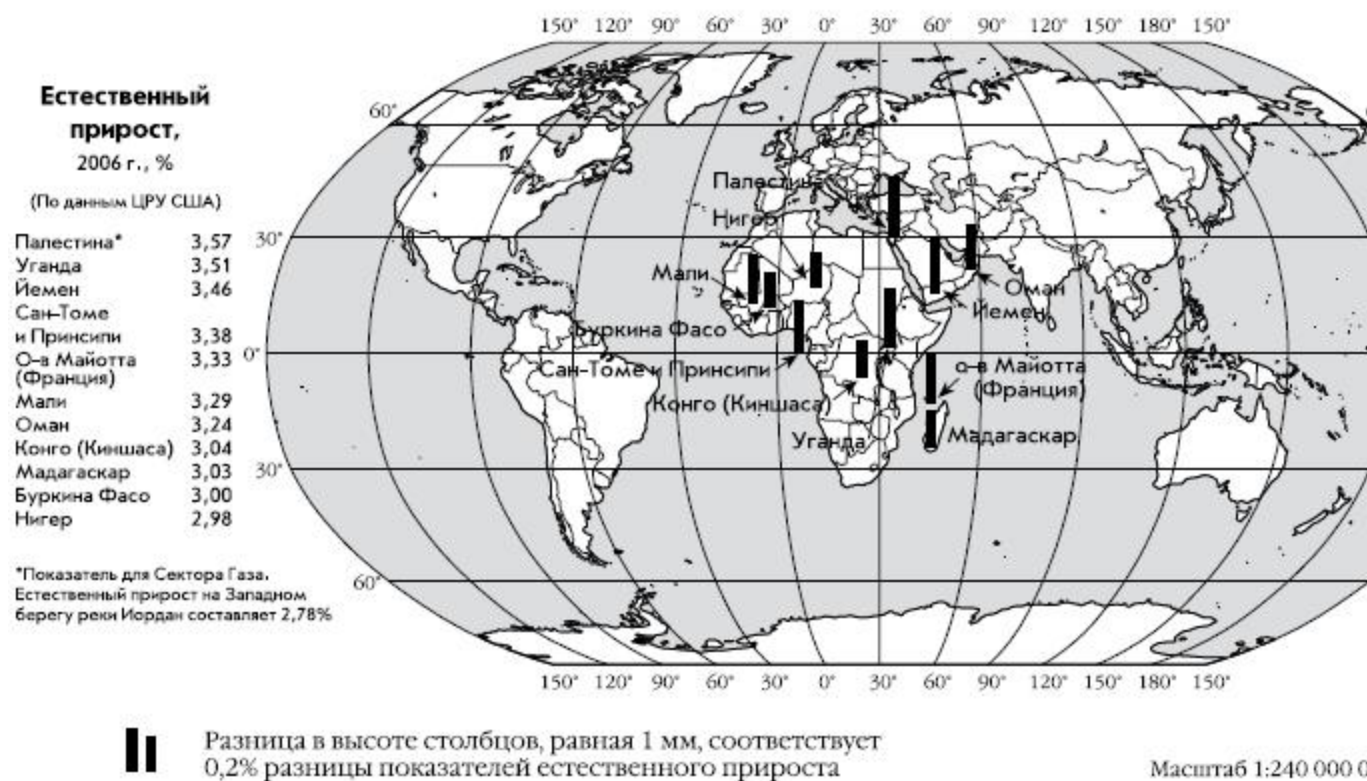 150° 120° 90° 60° 30° 0° 30° 60° 90° 120° 150°
Естественный
прирост,
2006 г., %
(По данным ЦРУ США)
Палестина* 3,57
Уганда 3,51
Йемен 3,46
Сан-Томе
и Принсипи 3,38
О-в Майотта 3,33
(Франция)
Мали 3,29
Оман 3,24
Конго (Киншаса) 3,04
Мадагаскар 3,03
Буркина Фасо 3,00
Нигер 2,98
*Показатель для Сектора Газа.
Естественный прирост на Западном
берегу реки Иордан составляет 2,78%
60°
30°
0°
30°
60°
Палестина
Нигер
Мали
Оман
Йемен
Буркина Фасо
Сан-Томе и Принсипи
о-в Майотта
(Франция)
Конго (Киншаса)
Уганда
Мадагаскар
150° 120° 90° 60° 30° 0° 30° 60° 90° 120° 150°
Разница в высоте столбцов, равная 1 мм, соответствует
0,2% разницы показателей естественного прироста
Масштаб 1:240 000 0